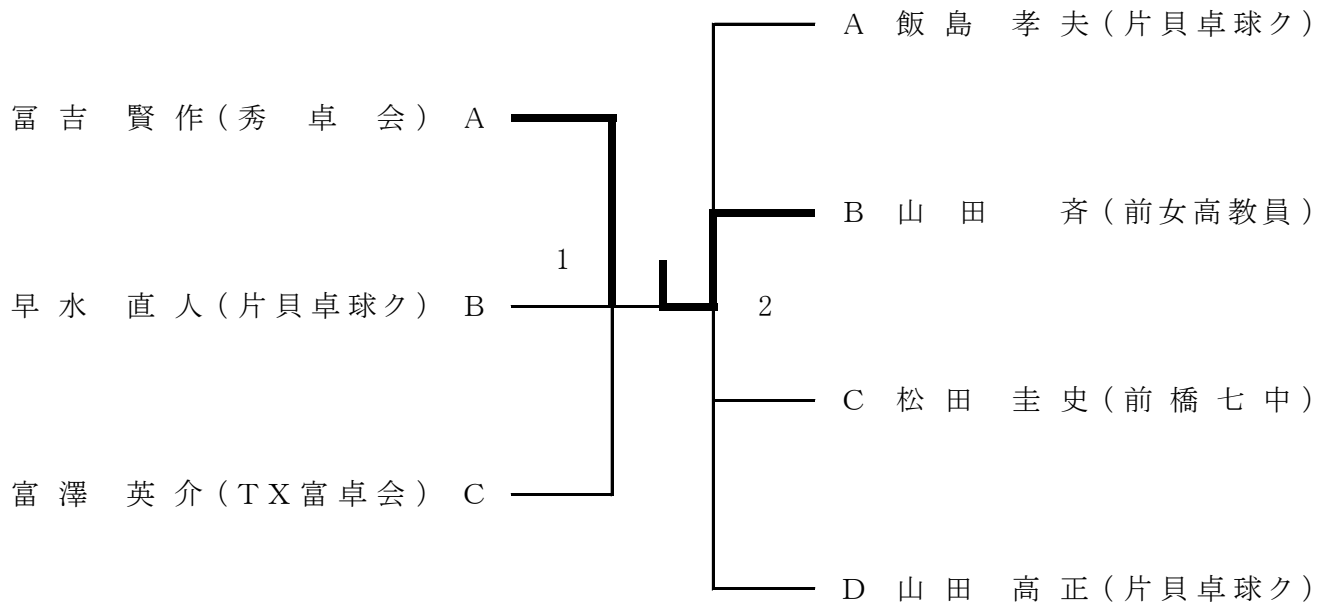 A 飯島 孝夫(片貝卓球ク)
冨吉 賢作(秀卓会) A
B 山田 斉(前女高教員)
1
早水 直人(片貝卓球ク) B
2
C 松田 圭史(前橋七中)
富澤 英介(TX富卓会) C
D 山田 高正(片貝卓球ク)